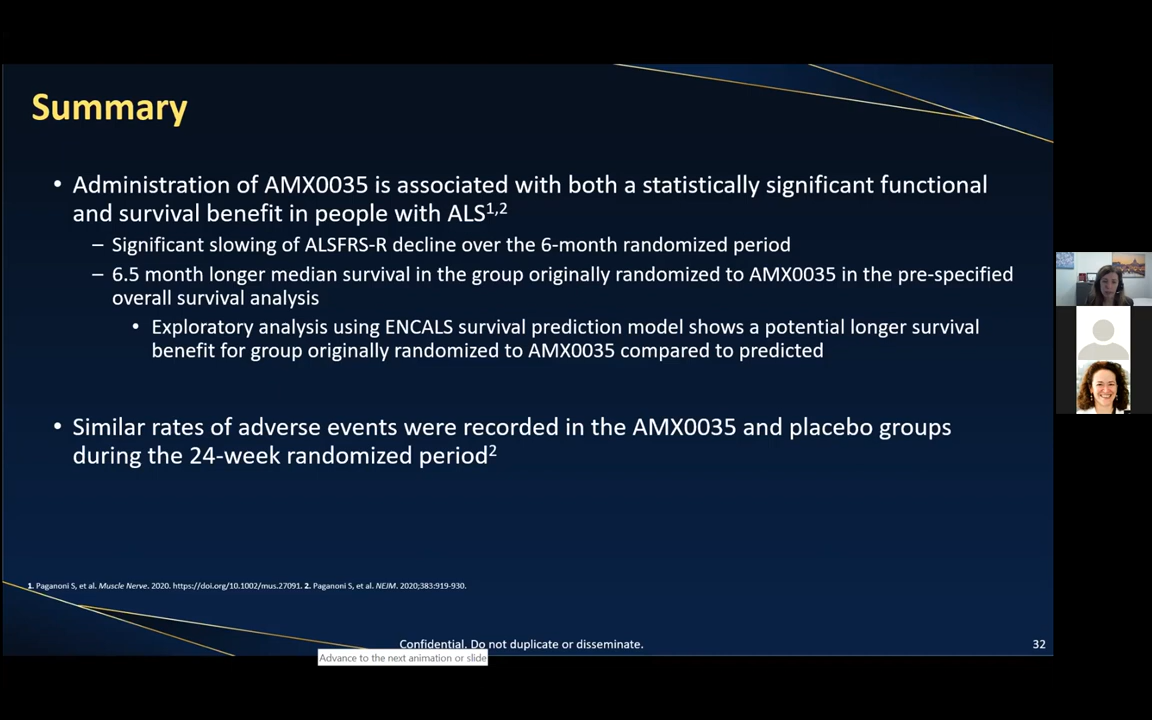 Summary
• Administration of AMX0035 is associated with both a statistically significant functional
and survival benefit in people with ALS1,2
– Significant slowing of ALSFRS-R decline over the 6-month randomized period
– 6.5 month longer median survival in the group originally randomized to AMX0035 in the pre-specified
overall survival analysis
• Exploratory analysis using ENCALS survival prediction model shows a potential longer survival
benefit for group originally randomized to AMX0035 compared to predicted
• Similar rates of adverse events were recorded in the AMX0035 and placebo groups
during the 24-week randomized period2
1. Paganoni S, et al. Muscle Nerve. 2020. https://doi.org/10.1002/mus.27091. 2. Paganoni S, et al. NEJM. 2020;383:919-930.
Confidential. Do not duplicate or disseminate.
32
Advance to the next animation or slide